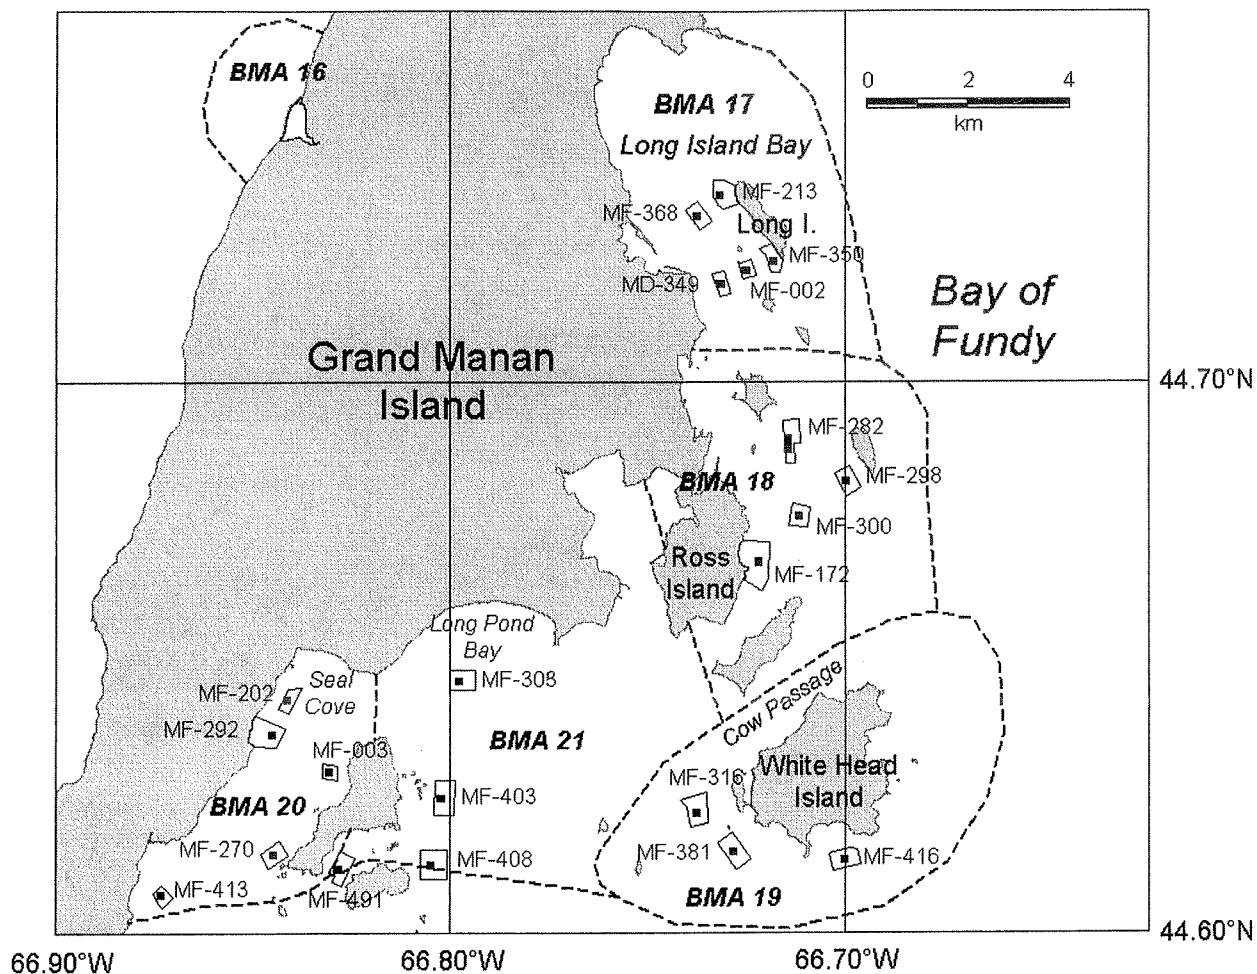 BMA 16
BMA 17
Long Island Bay
0 2 4
km
MF-213
MF-368
Long I.
MF-350
MD-349
MF-002
Bay of
Fundy
Grand Manan
Island
44.70°N
MF-282
BMA 18
MF-298
MF-300
Ross
Island
MF-172
Long Pond
Bay
MF-308
Seal
Cove
MF-202
MF-292
MF-003
BMA 21
Cow Passage
White Head
Island
MF-316
BMA 20
MF-403
MF-270
MF-408
MF-381
MF-416
MF-413
MF-491
BMA 19
44.60°N
66.90°W
66.80°W
66.70°W